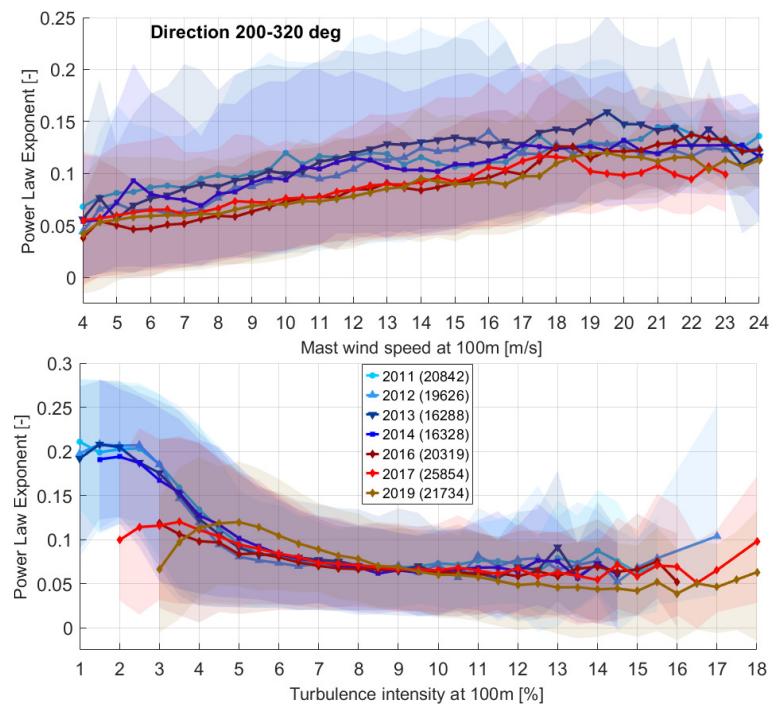 Direction 200-320 deg
Power Law Exponent [-]
0.25
0.2
0.15
0.1
0.05
0
4 5 6 7 8 9 10 11 12 13 14 15 16 17 18 19 20 21 22 23 24
Mast wind speed at 100m [m/s]
Power Law Exponent [-]
0.3
0.25
0.2
0.15
0.1
0.05
0
2011 (20842)
2012 (19626)
2013 (16288)
2014 (16328)
2016 (20319)
2017 (25854)
2019 (21734)
1 2 3 4 5 6 7 8 9 10 11 12 13 14 15 16 17 18
Turbulence intensity at 100m [%]